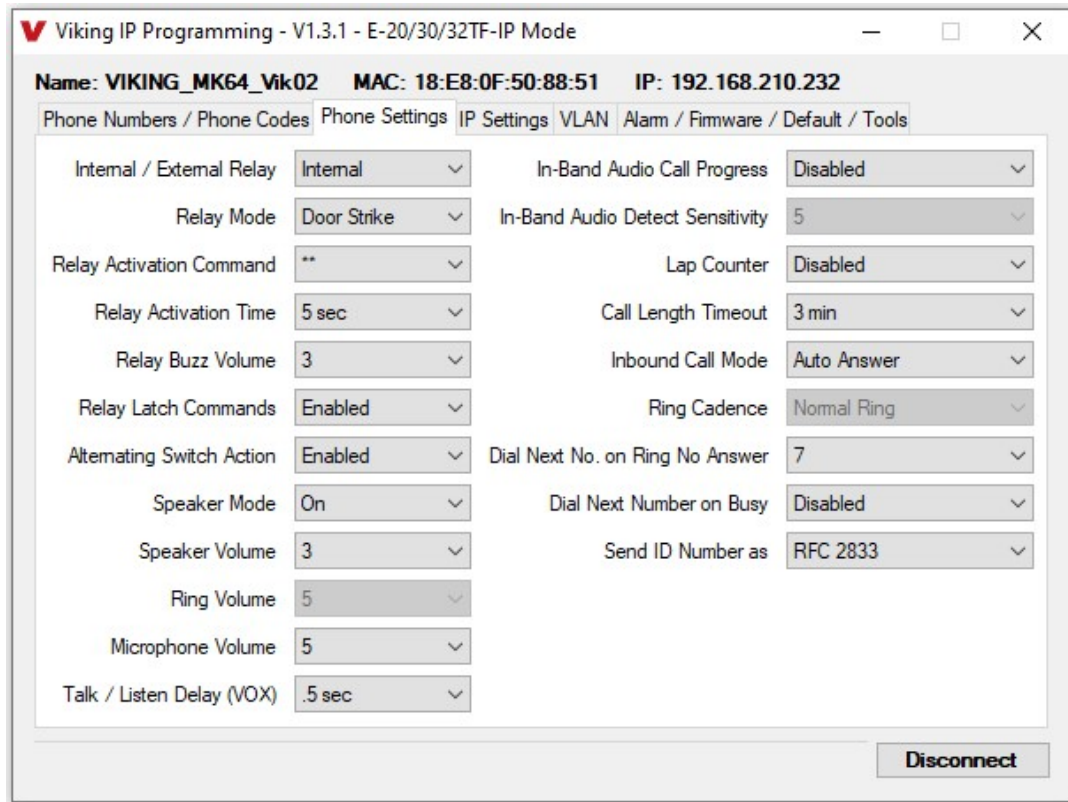 Viking IP Programming - V1.3.1 - E-20/30/32TF-IP Mode
Name: VIKING_MK64_Vik02 MAC: 18:E8:0F:50:88:51 IP: 192.168.210.232
Phone Numbers / Phone Codes Phone Settings IP Settings VLAN Alarm / Firmware / Default / Tools
Internal / External Relay Internal In-Band Audio Call Progress Disabled
Relay Mode Door Strike In-Band Audio Detect Sensitivity 5
Relay Activation Command ** Lap Counter Disabled
Relay Activation Time 5 sec Call Length Timeout 3 min
Relay Buzz Volume 3 Inbound Call Mode Auto Answer
Relay Latch Commands Enabled Ring Cadence Normal Ring
Alternating Switch Action Enabled Dial Next No. on Ring No Answer 7
Speaker Mode On Dial Next Number on Busy Disabled
Speaker Volume 3 Send ID Number as RFC 2833
Ring Volume 5
Microphone Volume 5
Talk / Listen Delay (VOX) .5 sec
Disconnect